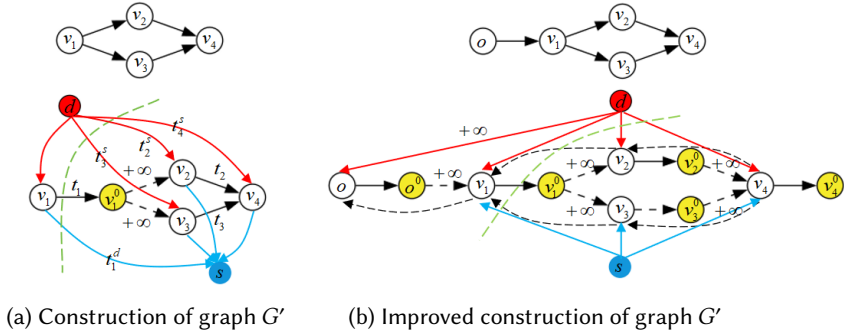 v₂
v₁ v₄
v₃
v₂
o v₁ v₄
v₃
d
t₄ˢ
t₂ˢ
t₃ˢ
+∞
v₂ t₂
v₁ t₁ v₁⁰ v₄
+∞ v₃ t₃
t₁ᵈ
s
d
+∞
+∞ v₂ v₂⁰ +∞
o o⁰ +∞ v₁ v₁⁰ v₄ v₄⁰
+∞ v₃ v₃⁰ +∞
s
(a) Construction of graph G′
(b) Improved construction of graph G′